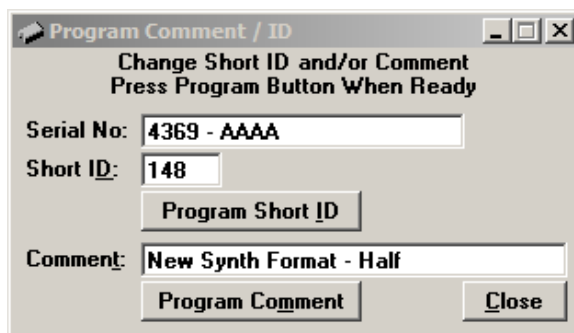 Program Comment / ID
Change Short ID and/or Comment
Press Program Button When Ready
Serial No: 4369 - AAAA
Short ID: 148
Program Short ID
Comment: New Synth Format - Half
Program Comment Close